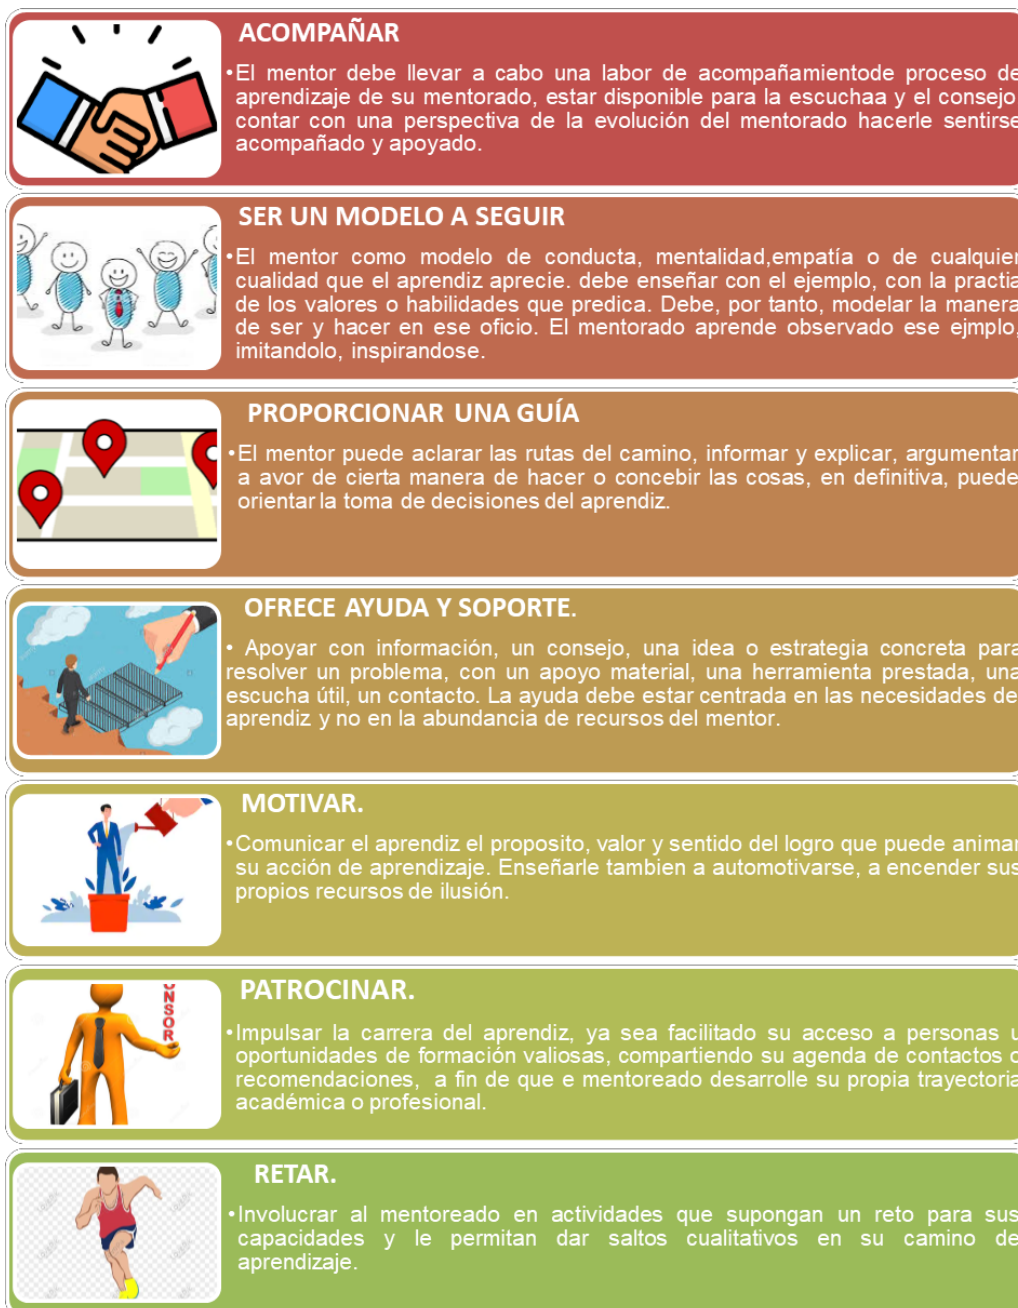 ACOMPAÑAR
•El mentor debe llevar a cabo una labor de acompañamientode proceso de
aprendizaje de su mentorado, estar disponible para la escuchaa y el consejo
contar con una perspectiva de la evolución del mentorado hacerle sentirse
acompañado y apoyado.
SER UN MODELO A SEGUIR
•El mentor como modelo de conducta, mentalidad,empatía o de cualquier
cualidad que el aprendiz aprecie. debe enseñar con el ejemplo, con la practia
de los valores o habilidades que predica. Debe, por tanto, modelar la manera
de ser y hacer en ese oficio. El mentorado aprende observado ese ejmplo,
imitandolo, inspirandose.
PROPORCIONAR UNA GUÍA
•El mentor puede aclarar las rutas del camino, informar y explicar, argumentar
a avor de cierta manera de hacer o concebir las cosas, en definitiva, puede
orientar la toma de decisiones del aprendiz.
OFRECE AYUDA Y SOPORTE.
• Apoyar con información, un consejo, una idea o estrategia concreta para
resolver un problema, con un apoyo material, una herramienta prestada, una
escucha útil, un contacto. La ayuda debe estar centrada en las necesidades de
aprendiz y no en la abundancia de recursos del mentor.
MOTIVAR.
•Comunicar el aprendiz el proposito, valor y sentido del logro que puede animar
su acción de aprendizaje. Enseñarle tambien a automotivarse, a encender sus
propios recursos de ilusión.
PATROCINAR.
NSOR
•Impulsar la carrera del aprendiz, ya sea facilitado su acceso a personas u
oportunidades de formación valiosas, compartiendo su agenda de contactos o
recomendaciones, a fin de que e mentoreado desarrolle su propia trayectoria
académica o profesional.
RETAR.
•Involucrar al mentoreado en actividades que supongan un reto para sus
capacidades y le permitan dar saltos cualitativos en su camino de
aprendizaje.